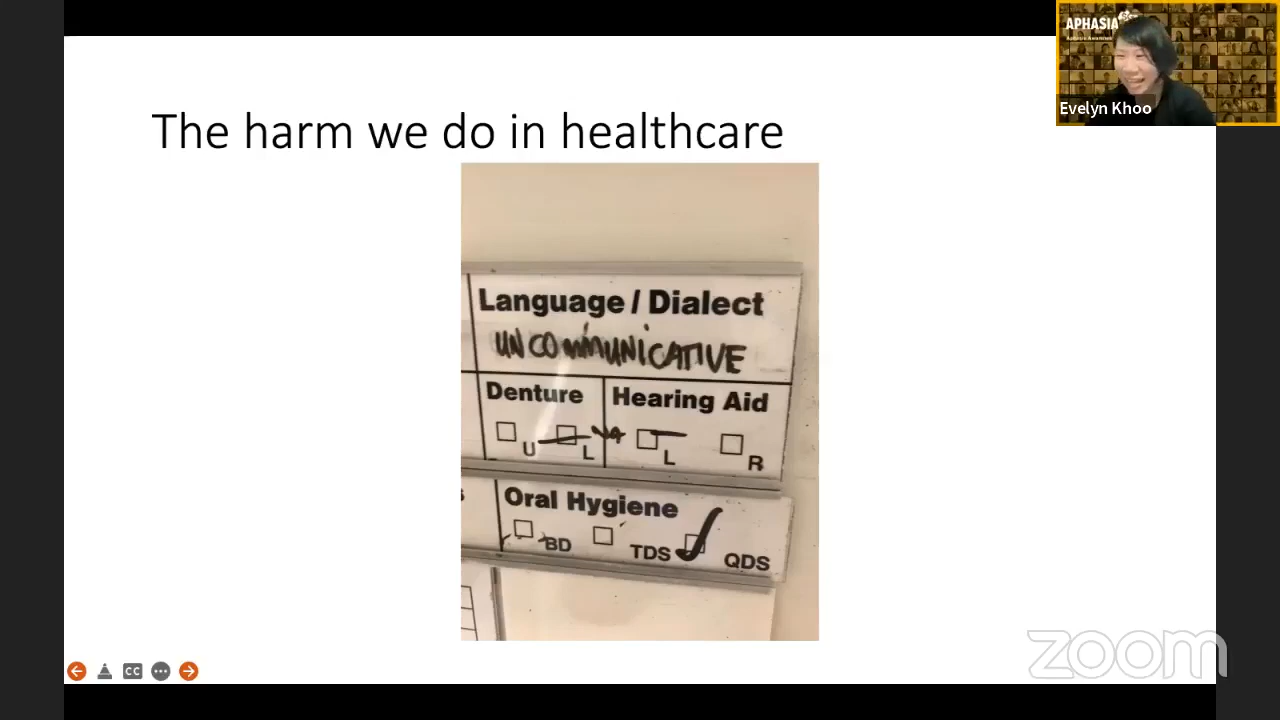 APHASIA
Evelyn Khoo
The harm we do in healthcare
Language / Dialect
UNCOMMUNICATIVE
Denture
Hearing Aid
U
L
L
R
Oral Hygiene
BD
TDS
QDS
CC
zoom